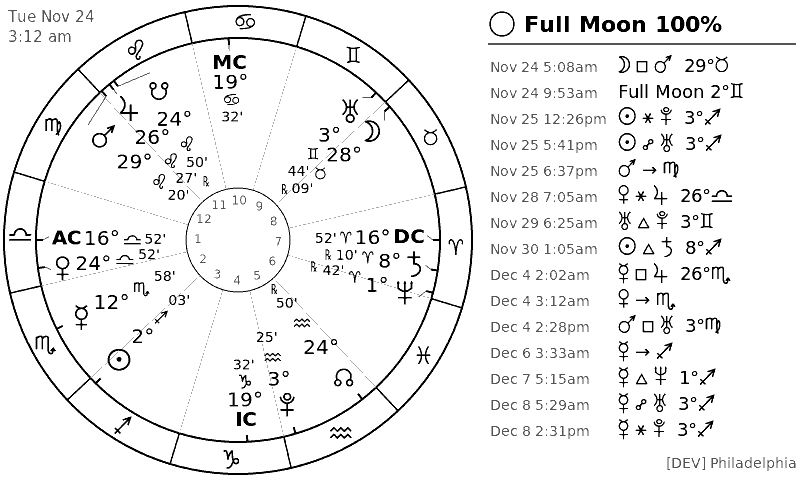 Tue Nov 24
3:12 am
Full Moon 100%
Nov 24 5:08am ☽ □ ♂ 29°♉
Nov 24 9:53am Full Moon 2°♊
Nov 25 12:26pm ☉ ⚹ ⯓ 3°♐
Nov 25 5:41pm ☉ ☍ ♅ 3°♐
Nov 25 6:37pm ♂ → ♍
Nov 28 7:05am ♀ ⚹ ♃ 26°♎
Nov 29 6:25am ♅ △ ⯓ 3°♊
Nov 30 1:05am ☉ △ ♄ 8°♐
Dec 4 2:02am ☿ □ ♃ 26°♏
Dec 4 3:12am ♀ → ♏
Dec 4 2:28pm ♂ □ ♅ 3°♍
Dec 6 3:33am ☿ → ♐
Dec 7 5:15am ☿ △ ♆ 1°♐
Dec 8 5:29am ☿ ☍ ♅ 3°♐
Dec 8 2:31pm ☿ ⚹ ⯓ 3°♐
[DEV] Philadelphia
♋
♌
♊
♍
♉
♎
♈
♏
♓
♐
♑
♒
MC
19°
♋
32'
☋
24°
♌
50'
℞
♃
26°
♌
27'
♂
29°
♌
20'
♅
3°
♊
44'
℞
☽
28°
♉
09'
AC 16° ♎ 52'
♀ 24° ♎ 52'
☿ 12° ♏ 58'
☉ 2° ♐ 03'
52' ♈ 16° DC
℞ 10' ♈ 8° ♄
℞ 42' ♈ 1° ♆
℞
50'
♒
24°
☊
25'
♒
3°
⯓
32'
♑
19°
IC
1
2
3
4
5
6
7
8
9
10
11
12